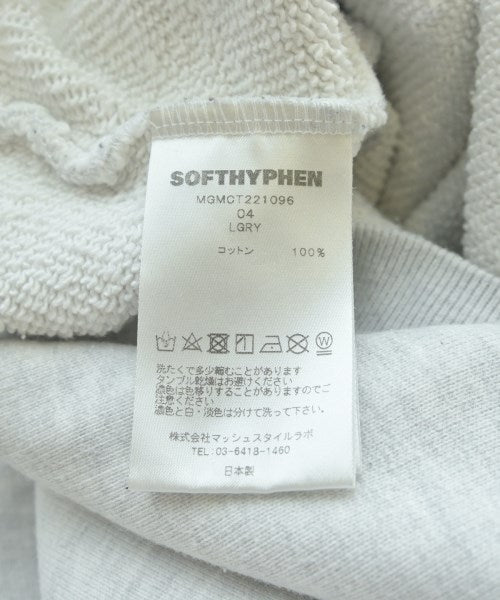 SOFTHYPHEN
MGMCT221096
04
LGRY
コットン 100%
W
洗たくで多少縮むことがあります
タンブル乾燥はお避けください
濃色は色移りすることがありますのでご
注意ください
濃色と白・淡色は分けて洗って下さい。
株式会社マッシュスタイルラボ
TEL:03-6418-1460
日本製